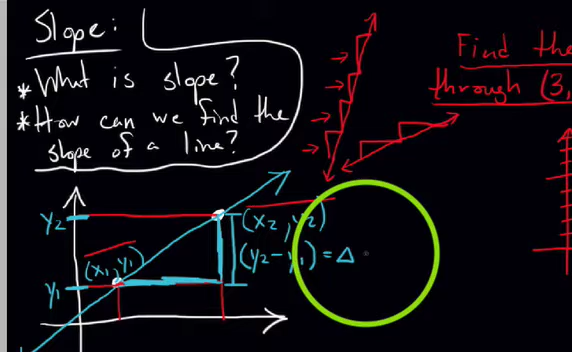 Slope:
* What is slope?
* How can we find the
slope of a line?
Find the
through (3,
y2
(x2, y2)
(x1, y1)
(y2-y1) = Δ
y1